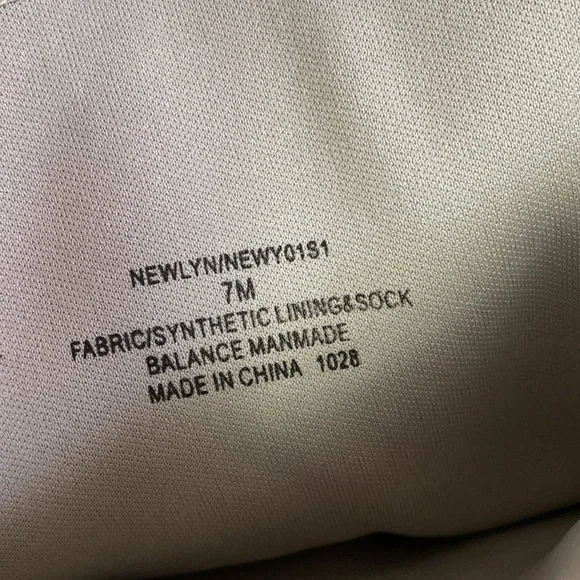 NEWLYN/NEWY01S1
7M
FABRIC/SYNTHETIC LINING&SOCK
BALANCE MANMADE
MADE IN CHINA 1028